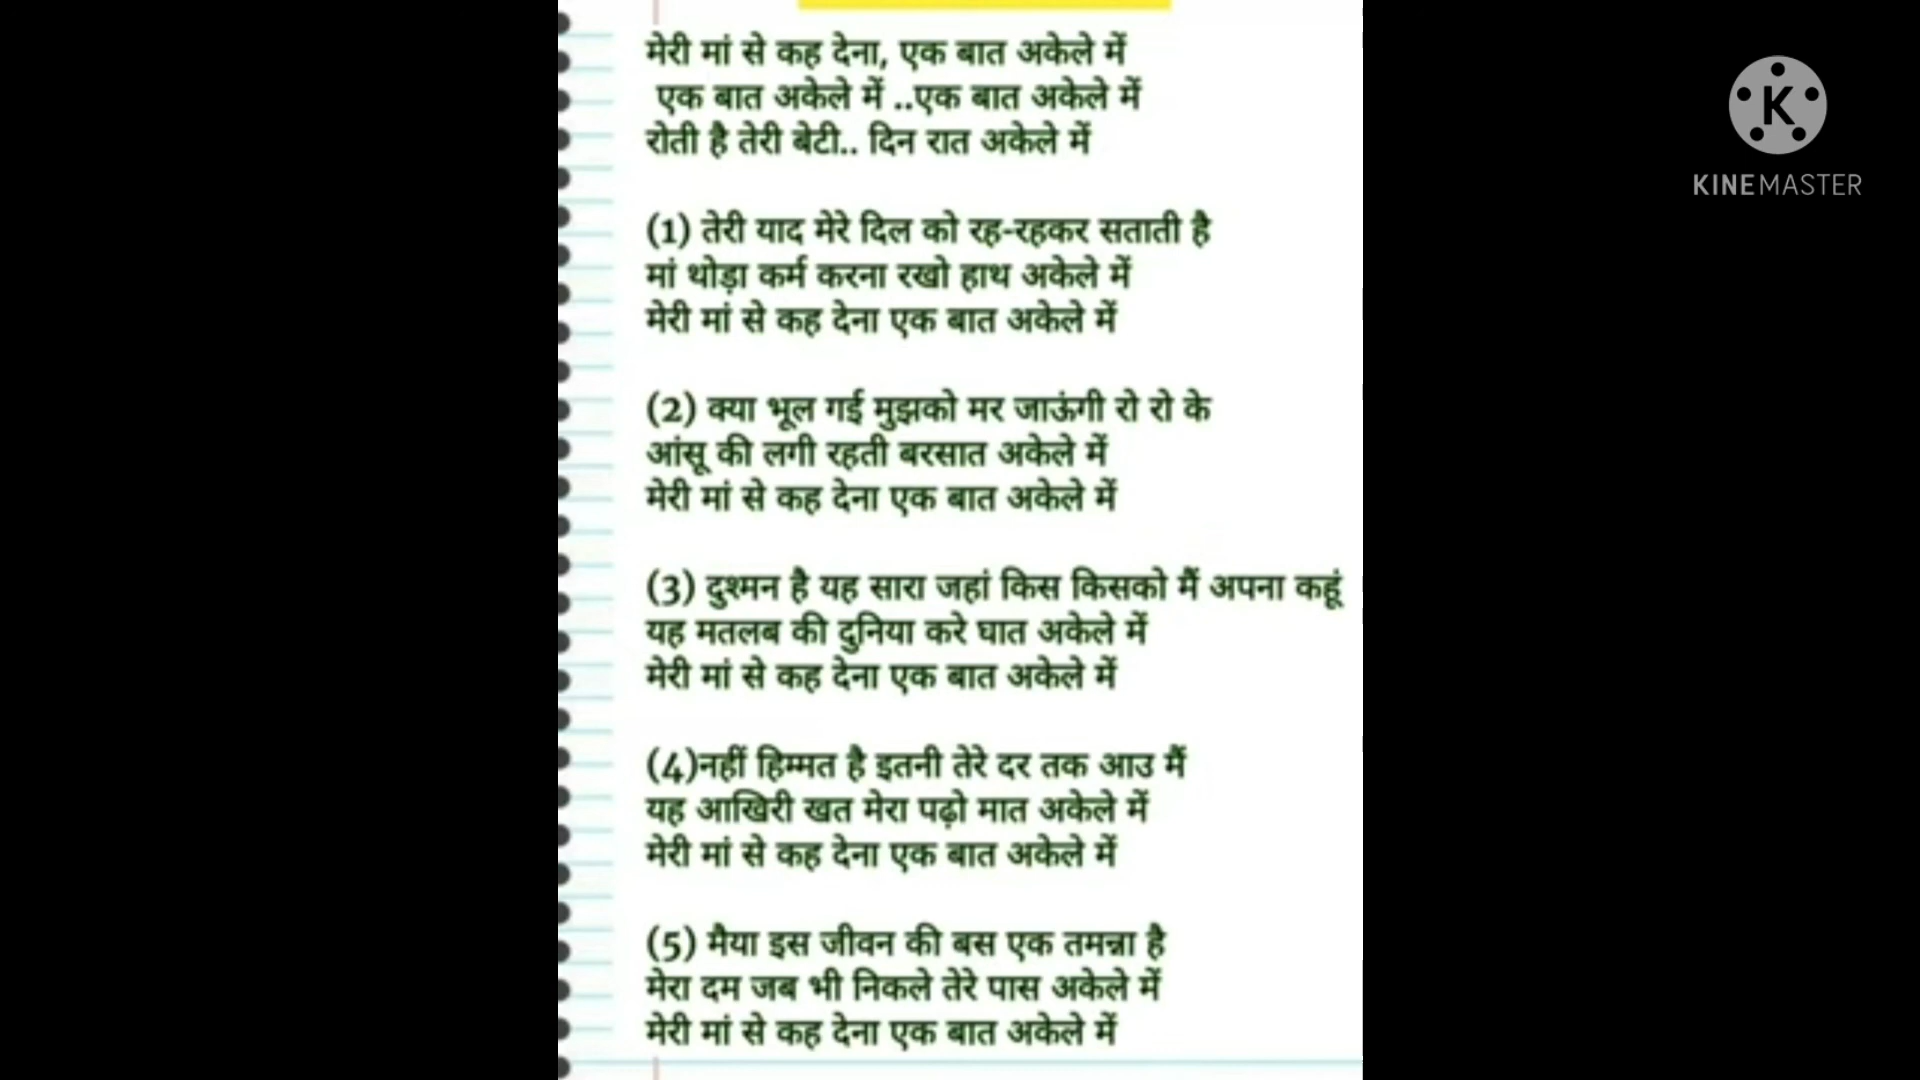 मेरी मां से कह देना, एक बात अकेले में
एक बात अकेले में ..एक बात अकेले में
रोती है तेरी बेटी.. दिन रात अकेले में
(1) तेरी याद मेरे दिल को रह-रहकर सताती है
मां थोड़ा कर्म करना रखो हाथ अकेले में
मेरी मां से कह देना एक बात अकेले में
(2) क्या भूल गई मुझको मर जाऊंगी रो रो के
आंसू की लगी रहती बरसात अकेले में
मेरी मां से कह देना एक बात अकेले में
(3) दुश्मन है यह सारा जहां किस किसको मैं अपना कहूं
यह मतलब की दुनिया करे घात अकेले में
मेरी मां से कह देना एक बात अकेले में
(4)नहीं हिम्मत है इतनी तेरे दर तक आउ मैं
यह आखिरी खत मेरा पढ़ो मात अकेले में
मेरी मां से कह देना एक बात अकेले में
(5) मैया इस जीवन की बस एक तमन्ना है
मेरा दम जब भी निकले तेरे पास अकेले में
मेरी मां से कह देना एक बात अकेले में
K
KINEMASTER